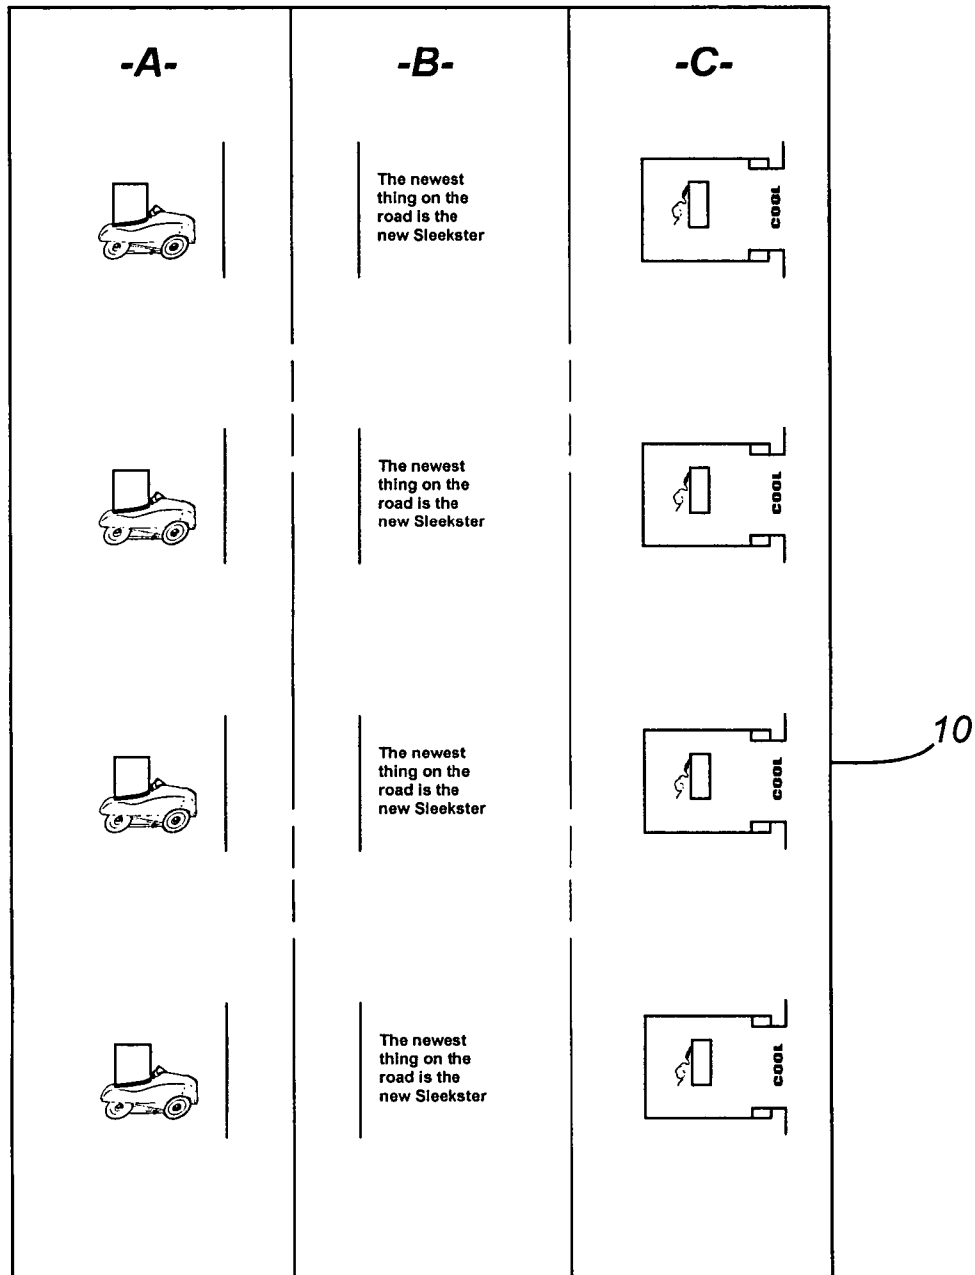 -A-
-B-
-C-
The newest
thing on the
road is the
new Sleekster
COOL
The newest
thing on the
road is the
new Sleekster
COOL
10
The newest
thing on the
road is the
new Sleekster
COOL
The newest
thing on the
road is the
new Sleekster
COOL